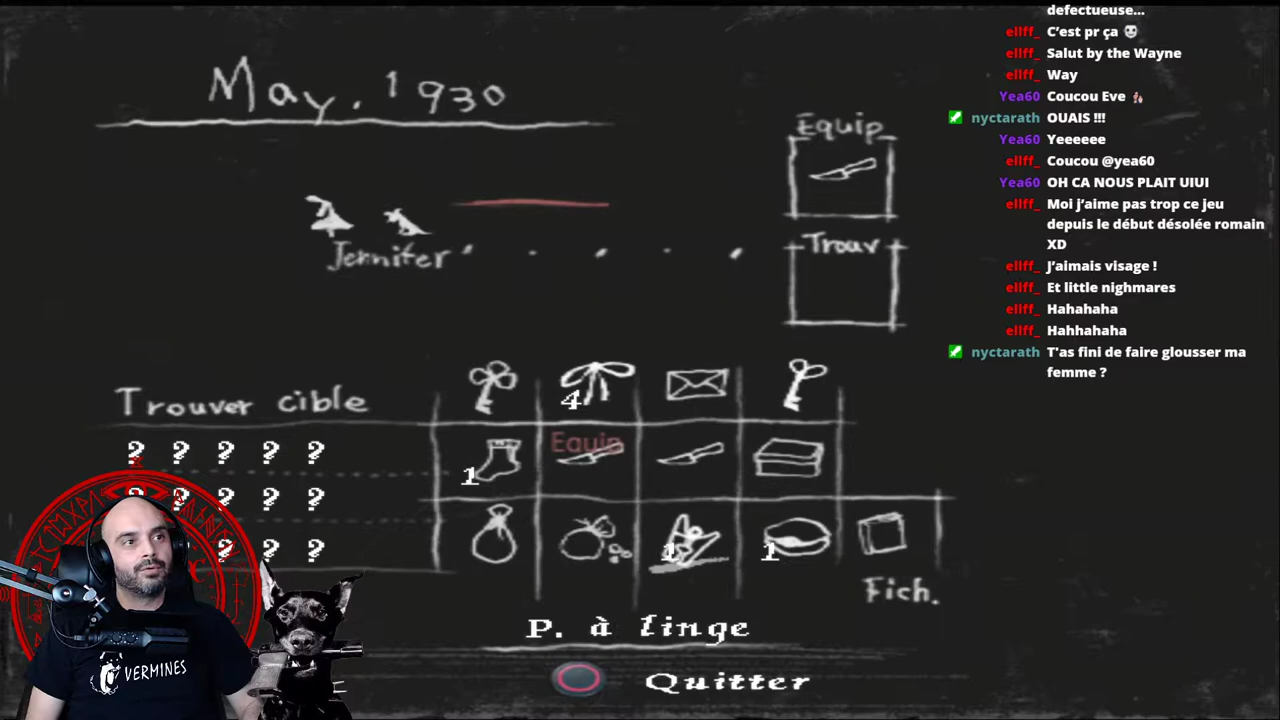 defectueuse...
ellff_ C'est pr ça
ellff_ Salut by the Wayne
ellff_ Way
Yea60 Coucou Eve
nyctarath OUAIS !!!
Yea60 Yeeeeee
ellff_ Coucou @yea60
Yea60 OH CA NOUS PLAIT UIUI
ellff_ Moi j'aime pas trop ce jeu
depuis le début désolée romain
XD
ellff_ J'aimais visage !
ellff_ Et little nighmares
ellff_ Hahahaha
ellff_ Hahhahaha
nyctarath T'as fini de faire glousser ma
femme ?
May. 1930
Equip
Jennifer
Trouv
4
Trouver cible
? ? ? ? ?
Equip
1
? ? ? ? ?
? ? ? ? ?
1
1
Fich.
P. à linge
Quitter
VERMINES